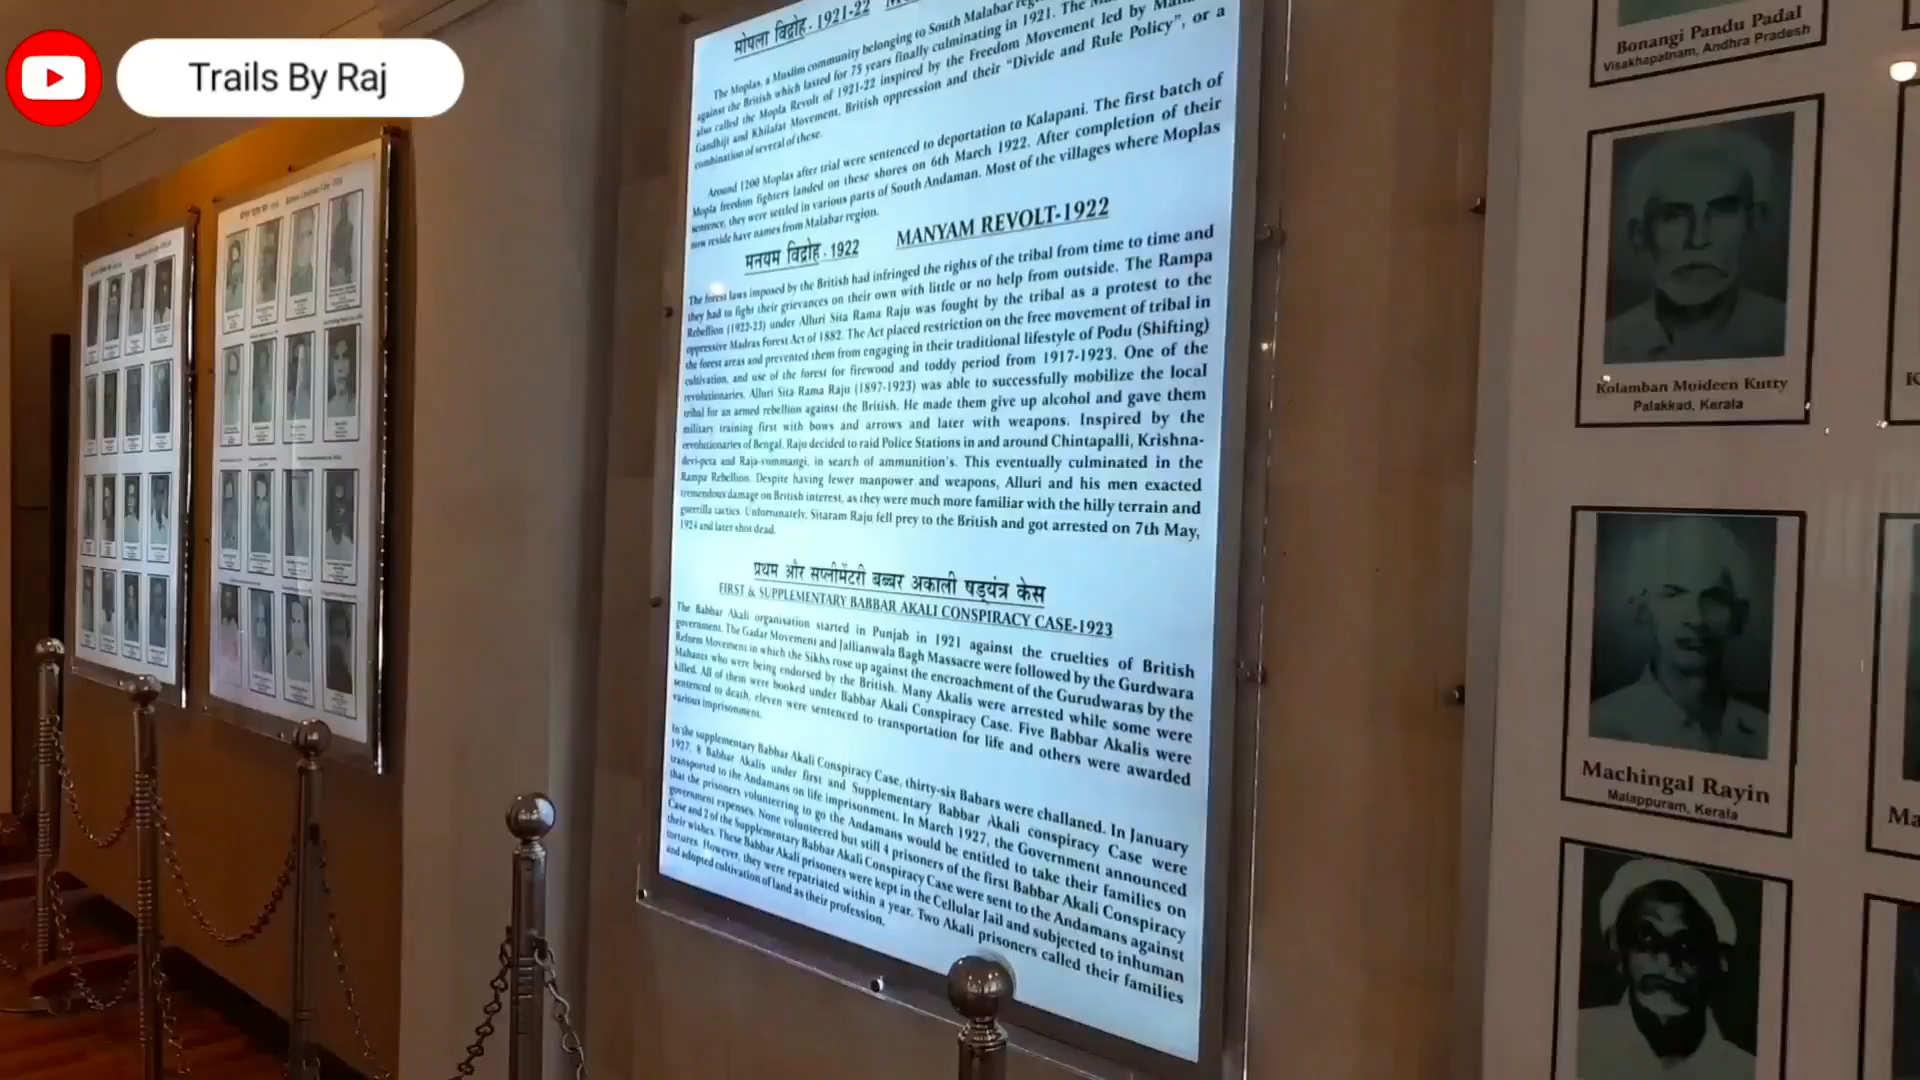 Trails By Raj
मोपला विद्रोह - 1921-22
The Moplas, a Muslim community belonging to South Malabar
against the British which lasted for 75 years finally culminating in 1921. The
also called the Mopla Revolt of 1921-22 inspired by the Freedom Movement led by
Gandhiji and Khilafat Movement, British oppression and their "Divide and Rule Policy", or a
combination of several of these.
Around 1200 Moplas after trial were sentenced to deportation to Kalapani. The first batch of
Mopla freedom fighters landed on these shores on 6th March 1922. After completion of their
sentence, they were settled in various parts of South Andaman. Most of the villages where Moplas
now reside have names from Malabar region.
मनयम विद्रोह - 1922 MANYAM REVOLT-1922
The forest laws imposed by the British had infringed the rights of the tribal from time to time and
they had to fight their grievances on their own with little or no help from outside. The Rampa
Rebellion (1922-23) under Alluri Sita Rama Raju was fought by the tribal as a protest to the
oppressive Madras Forest Act of 1882. The Act placed restriction on the free movement of tribal in
the forest areas and prevented them from engaging in their traditional lifestyle of Podu (Shifting)
cultivation, and use of the forest for firewood and toddy period from 1917-1923. One of the
revolutionaries, Alluri Sita Rama Raju (1897-1923) was able to successfully mobilize the local
tribal for an armed rebellion against the British. He made them give up alcohol and gave them
military training first with bows and arrows and later with weapons. Inspired by the
revolutionaries of Bengal, Raju decided to raid Police Stations in and around Chintapalli, Krishna-
devi-peta and Raja-vommangi, in search of ammunition's. This eventually culminated in the
Rampa Rebellion. Despite having fewer manpower and weapons, Alluri and his men exacted
tremendous damage on British interest, as they were much more familiar with the hilly terrain and
guerrilla tactics. Unfortunately, Sitaram Raju fell prey to the British and got arrested on 7th May,
1924 and later shot dead.
प्रथम और सप्लीमेंटरी बब्बर अकाली षड्यंत्र केस
FIRST & SUPPLEMENTARY BABBAR AKALI CONSPIRACY CASE-1923
The Babbar Akali organisation started in Punjab in 1921 against the cruelties of British
government. The Gadar Movement and Jallianwala Bagh Massacre were followed by the Gurdwara
Reform Movement in which the Sikhs rose up against the encroachment of the Gurudwaras by the
Mahants who were being endorsed by the British. Many Akalis were arrested while some were
killed. All of them were booked under Babbar Akali Conspiracy Case. Five Babbar Akalis were
sentenced to death, eleven were sentenced to transportation for life and others were awarded
various imprisonment.
In the supplementary Babbar Akali Conspiracy Case, thirty-six Babars were challaned. In January
1927, 8 Babbar Akalis under first and Supplementary Babbar Akali conspiracy Case were
transported to the Andamans on life imprisonment. In March 1927, the Government announced
that the prisoners volunteering to go the Andamans would be entitled to take their families on
government expenses. None volunteered but still 4 prisoners of the first Babbar Akali Conspiracy
Case and 2 of the Supplementary Babbar Akali Conspiracy Case were sent to the Andamans against
their wishes. These Babbar Akali prisoners were kept in the Cellular Jail and subjected to inhuman
tortures. However, they were repatriated within a year. Two Akali prisoners called their families
and adopted cultivation of land as their profession.
Bonangi Pandu Padal
Visakhapatnam, Andhra Pradesh
Kolamban Moideen Kutty
Palakkad, Kerala
Machingal Rayin
Malappuram, Kerala